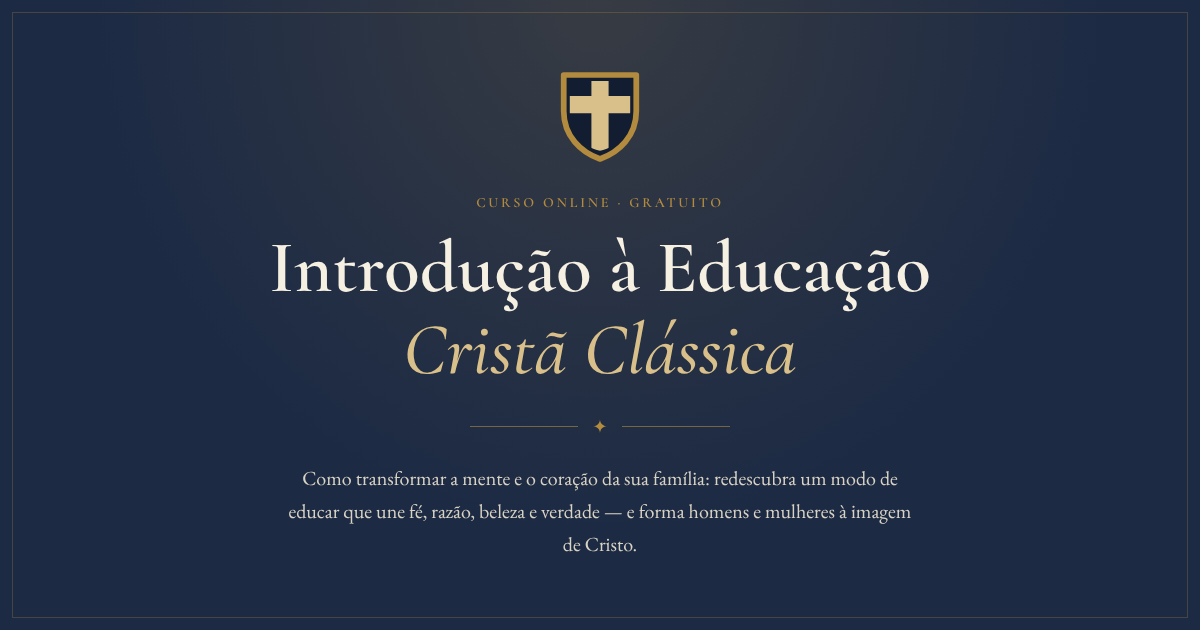 CURSO ONLINE · GRATUITO
Introdução à Educação
Cristã Clássica
Como transformar a mente e o coração da sua família: redescubra um modo de
educar que une fé, razão, beleza e verdade — e forma homens e mulheres à imagem
de Cristo.